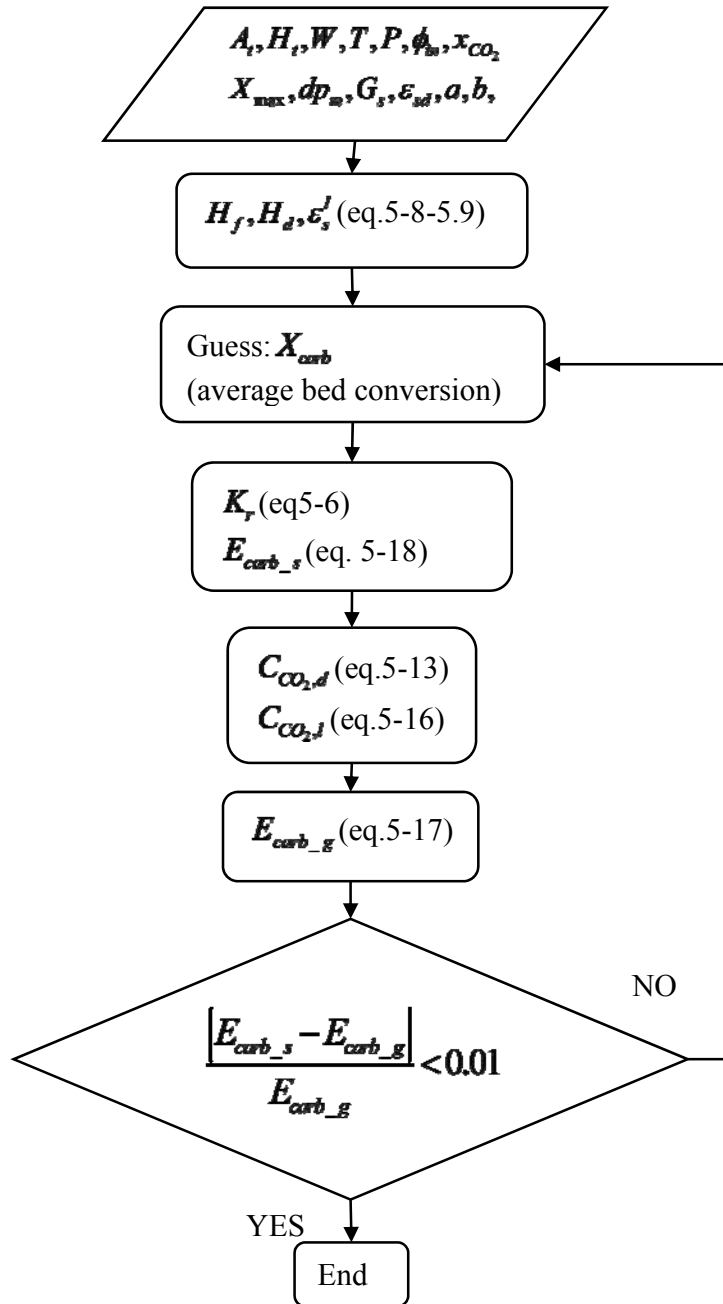 A_t, H_t, W, T, P, ϕ_in, x_CO₂
X_max, dp_m, G_s, ε_sd, a, b,
H_f, H_d, ε_s^l (eq.5-8-5.9)
Guess: X_carb
(average bed conversion)
K_r (eq5-6)
E_carb_s (eq. 5-18)
C_CO₂,d (eq.5-13)
C_CO₂,l (eq.5-16)
E_carb_g (eq.5-17)
NO
|E_carb_s − E_carb_g|
<0.01
E_carb_g
YES
End